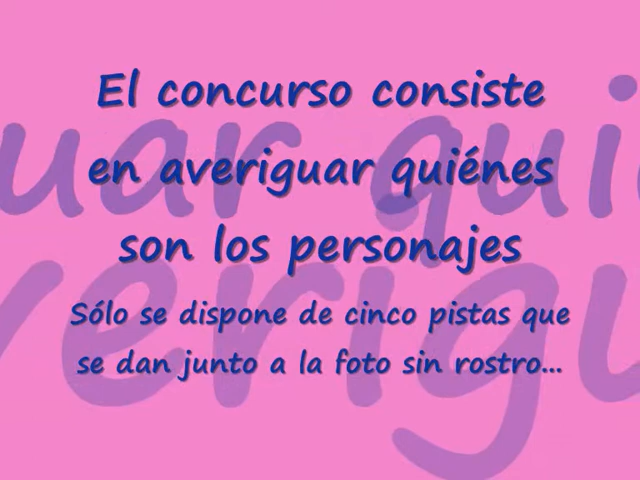 El concurso consiste
en averiguar quiénes
son los personajes
Sólo se dispone de cinco pistas que
se dan junto a la foto sin rostro...